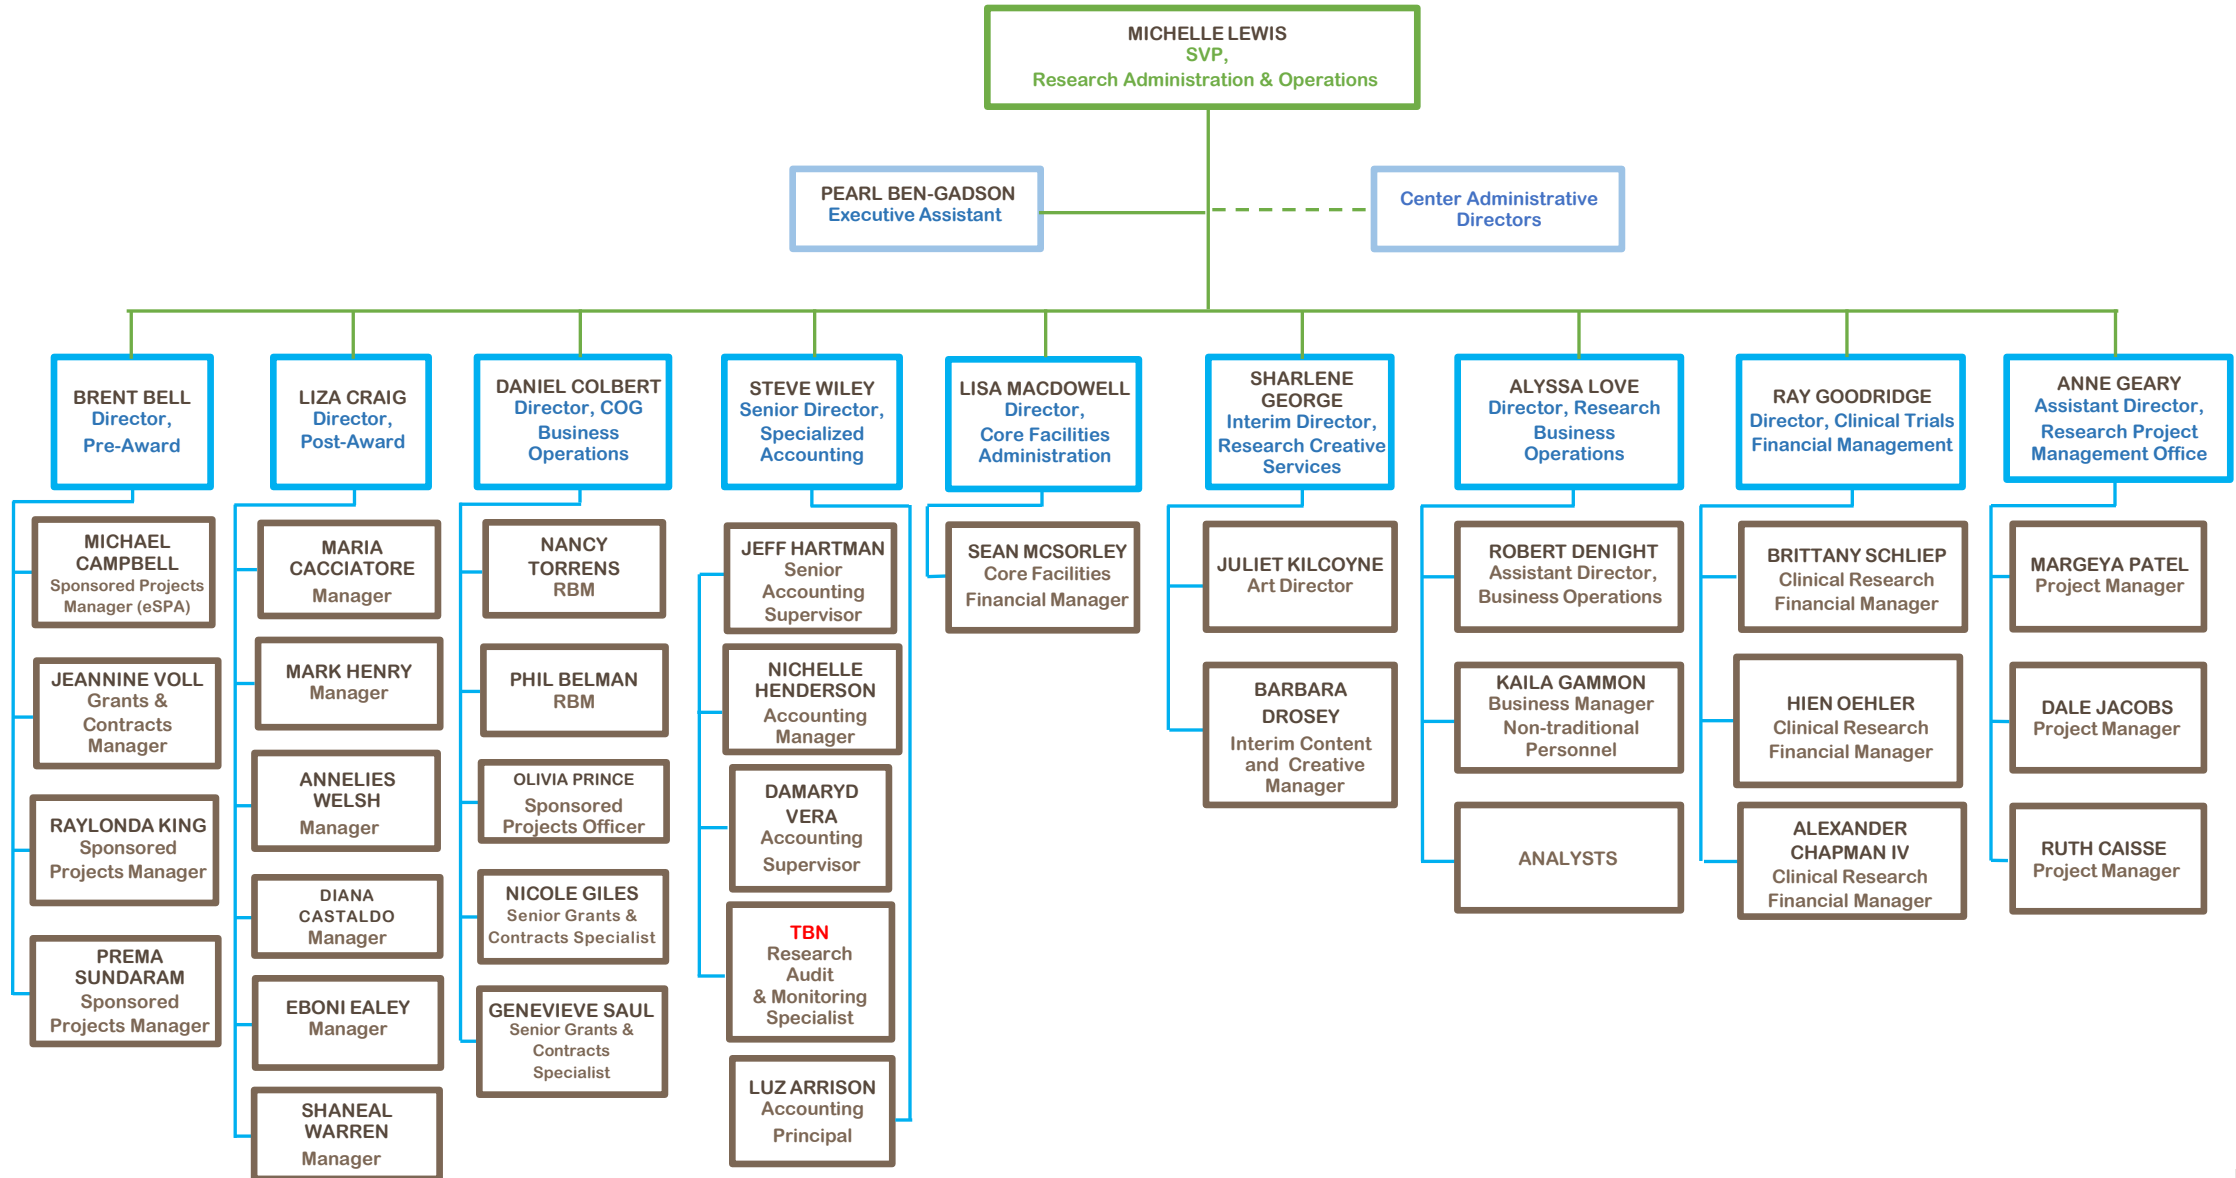 MICHELLE LEWIS
SVP,
Research Administration & Operations
PEARL BEN-GADSON
Executive Assistant
Center Administrative
Directors
BRENT BELL
Director,
Pre-Award
LIZA CRAIG
Director,
Post-Award
DANIEL COLBERT
Director, COG
Business
Operations
STEVE WILEY
Senior Director,
Specialized
Accounting
LISA MACDOWELL
Director,
Core Facilities
Administration
SHARLENE
GEORGE
Interim Director,
Research Creative
Services
ALYSSA LOVE
Director, Research
Business
Operations
RAY GOODRIDGE
Director, Clinical Trials
Financial Management
ANNE GEARY
Assistant Director,
Research Project
Management Office
MICHAEL
CAMPBELL
Sponsored Projects
Manager (eSPA)
JEANNINE VOLL
Grants &
Contracts
Manager
RAYLONDA KING
Sponsored
Projects Manager
PREMA
SUNDARAM
Sponsored
Projects Manager
MARIA
CACCIATORE
Manager
MARK HENRY
Manager
ANNELIES
WELSH
Manager
DIANA
CASTALDO
Manager
EBONI EALEY
Manager
SHANEAL
WARREN
Manager
NANCY
TORRENS
RBM
PHIL BELMAN
RBM
OLIVIA PRINCE
Sponsored
Projects Officer
NICOLE GILES
Senior Grants &
Contracts Specialist
GENEVIEVE SAUL
Senior Grants &
Contracts
Specialist
JEFF HARTMAN
Senior
Accounting
Supervisor
NICHELLE
HENDERSON
Accounting
Manager
DAMARYD
VERA
Accounting
Supervisor
TBN
Research
Audit
& Monitoring
Specialist
LUZ ARRISON
Accounting
Principal
SEAN MCSORLEY
Core Facilities
Financial Manager
JULIET KILCOYNE
Art Director
BARBARA
DROSEY
Interim Content
and Creative
Manager
ROBERT DENIGHT
Assistant Director,
Business Operations
KAILA GAMMON
Business Manager
Non-traditional
Personnel
ANALYSTS
BRITTANY SCHLIEP
Clinical Research
Financial Manager
HIEN OEHLER
Clinical Research
Financial Manager
ALEXANDER
CHAPMAN IV
Clinical Research
Financial Manager
MARGEYA PATEL
Project Manager
DALE JACOBS
Project Manager
RUTH CAISSE
Project Manager